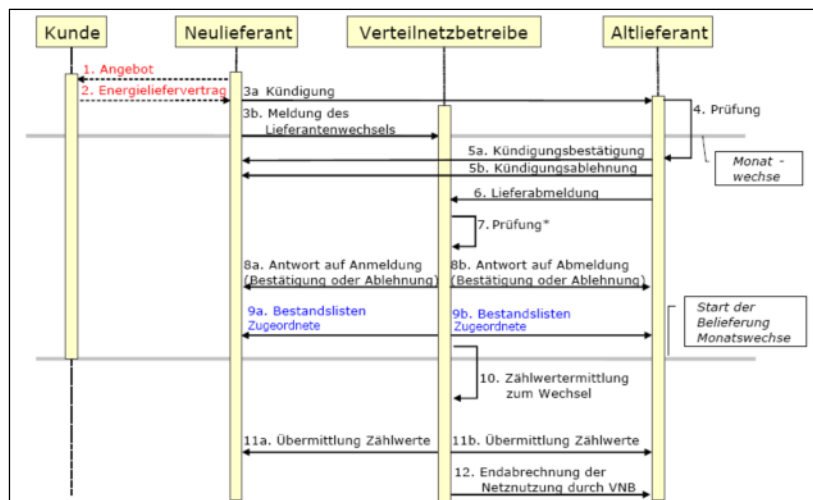 Kunde
Neulieferant
Verteilnetzbetreibe
Altlieferant
1. Angebot
2. Energieliefervertrag
3a Kündigung
3b. Meldung des
Lieferantenwechsels
4. Prüfung
5a. Kündigungsbestätigung
5b. Kündigungsablehnung
Monat -
wechse
6. Lieferabmeldung
7. Prüfung*
8a. Antwort auf Anmeldung
(Bestätigung oder Ablehnung)
8b. Antwort auf Abmeldung
(Bestätigung oder Ablehnung)
9a. Bestandslisten
Zugeordnete
9b. Bestandslisten
Zugeordnete
Start der
Belieferung
Monatswechse
10. Zählwertermittlung
zum Wechsel
11a. Übermittlung Zählwerte
11b. Übermittlung Zählwerte
12. Endabrechnung der
Netznutzung durch VNB